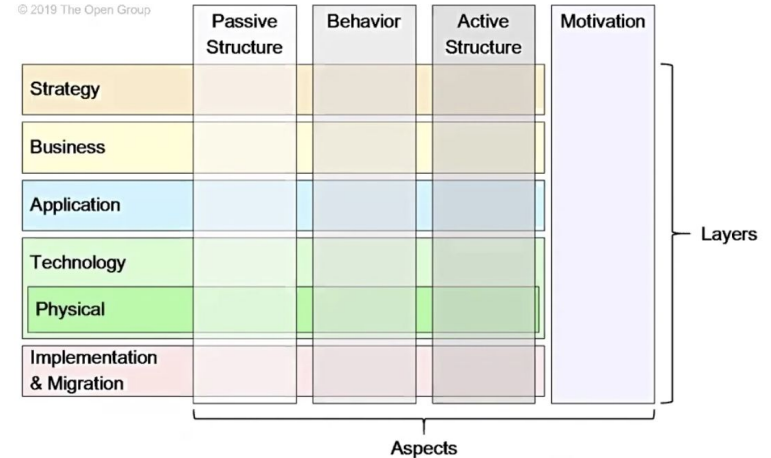 © 2019 The Open Group
Passive
Structure
Behavior
Active
Structure
Motivation
Strategy
Business
Application
Technology
Physical
Implementation
& Migration
Layers
Aspects